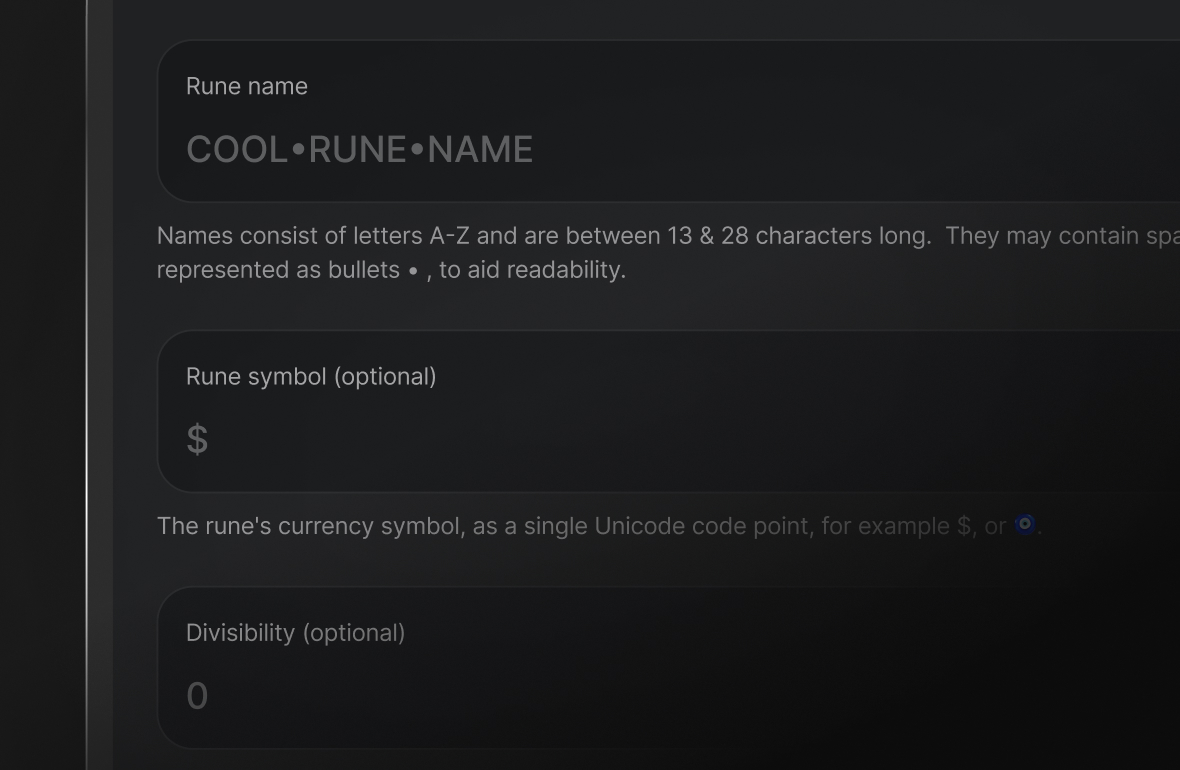 Rune name
COOL•RUNE•NAME
Names consist of letters A-Z and are between 13 & 28 characters long. They may contain
represented as bullets • , to aid readability.
Rune symbol (optional)
$
The rune's currency symbol, as a single Unicode code point, for example $, or 🧿.
Divisibility (optional)
0